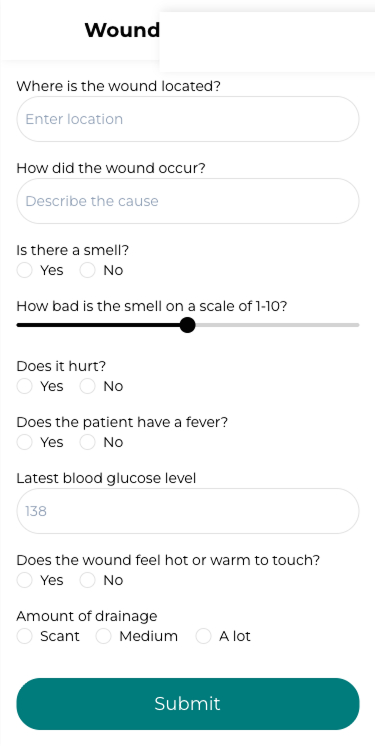 Wound
Where is the wound located?
Enter location
How did the wound occur?
Describe the cause
Is there a smell?
Yes No
How bad is the smell on a scale of 1-10?
Does it hurt?
Yes No
Does the patient have a fever?
Yes No
Latest blood glucose level
138
Does the wound feel hot or warm to touch?
Yes No
Amount of drainage
Scant Medium A lot
Submit